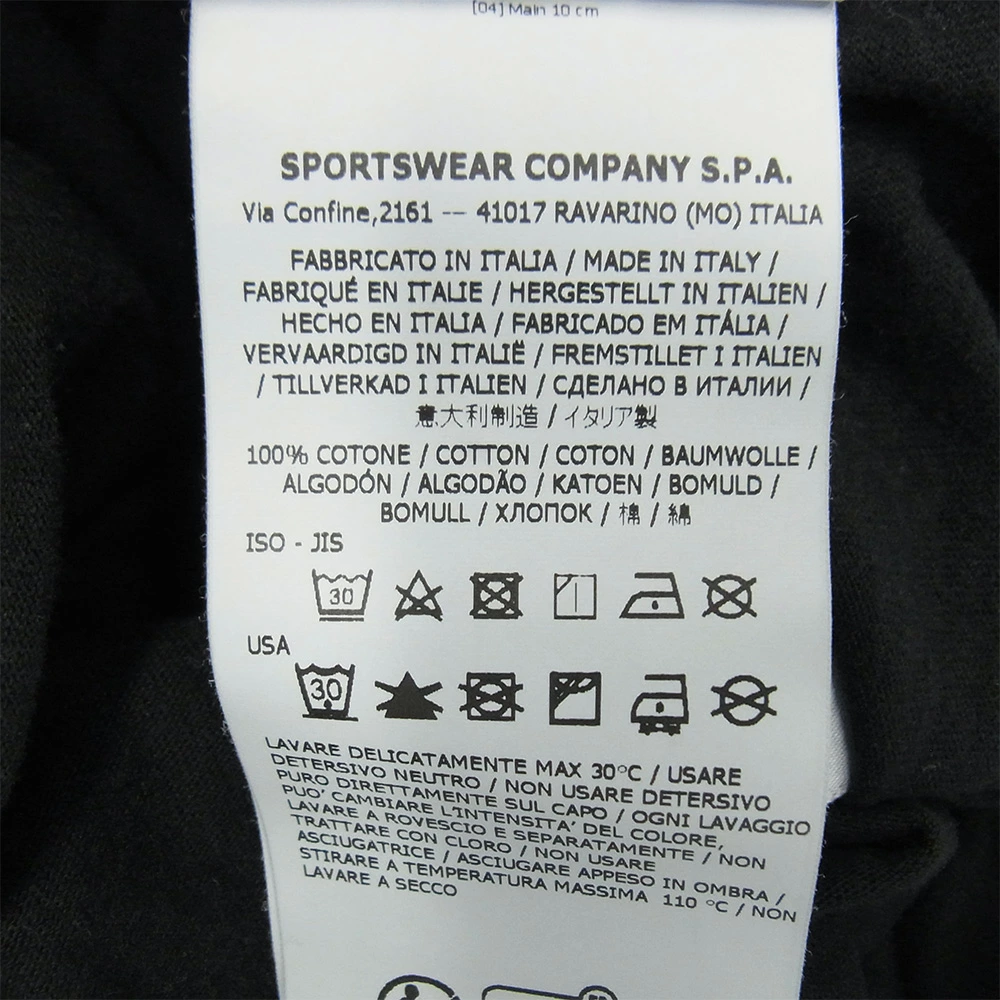 [04] Main 10 cm
SPORTSWEAR COMPANY S.P.A.
Via Confine,2161 -- 41017 RAVARINO (MO) ITALIA
FABBRICATO IN ITALIA / MADE IN ITALY /
FABRIQUÉ EN ITALIE / HERGESTELLT IN ITALIEN /
HECHO EN ITALIA / FABRICADO EM ITÁLIA /
VERVAARDIGD IN ITALIË / FREMSTILLET I ITALIEN
/ TILLVERKAD I ITALIEN / СДЕЛАНО В ИТАЛИИ /
意大利制造 / イタリア製
100% COTONE / COTTON / COTON / BAUMWOLLE /
ALGODÓN / ALGODÃO / KATOEN / BOMULD /
BOMULL / ХЛОПОК / 棉 / 綿
ISO - JIS
30
USA
30
LAVARE DELICATAMENTE MAX 30°C / USARE
DETERSIVO NEUTRO / NON USARE DETERSIVO
PURO DIRETTAMENTE SUL CAPO / OGNI LAVAGGIO
PUO' CAMBIARE L'INTENSITA' DEL COLORE,
LAVARE A ROVESCIO E SEPARATAMENTE / NON
TRATTARE CON CLORO / NON USARE
ASCIUGATRICE / ASCIUGARE APPESO IN OMBRA /
STIRARE A TEMPERATURA MASSIMA 110 °C / NON
LAVARE A SECCO